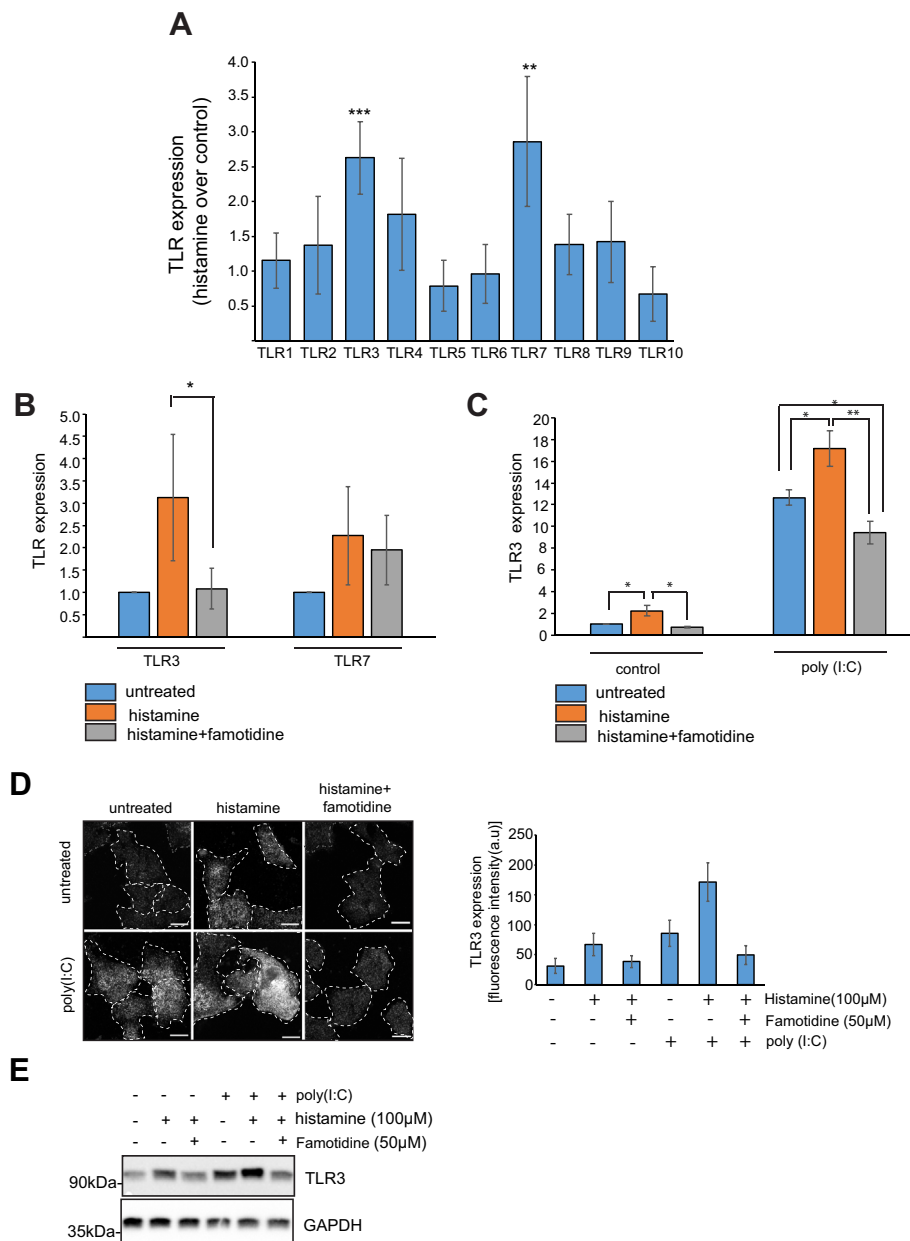 A
TLR expression
(histamine over control)
4.0
3.5
3.0
2.5
2.0
1.5
1.0
0.5
***
**
TLR1 TLR2 TLR3 TLR4 TLR5 TLR6 TLR7 TLR8 TLR9 TLR10
B
TLR expression
5.0
4.5
4.0
3.5
3.0
2.5
2.0
1.5
1.0
0.5
*
TLR3 TLR7
untreated
histamine
histamine+famotidine
C
TLR3 expression
20
18
16
14
12
10
8
6
4
2
0
* *
*
* **
control poly (I:C)
untreated
histamine
histamine+famotidine
D
untreated histamine histamine+
famotidine
untreated
poly(I:C)
TLR3 expression
[fluorescence intensity(a.u)]
250
200
150
100
50
0
- + + - + + Histamine(100µM)
- - + - - + Famotidine (50µM)
- - - + + + poly (I:C)
E
- - - + + + poly(I:C)
- + + - + + histamine (100µM)
- - + - - + Famotidine (50µM)
90kDa- TLR3
35kDa- GAPDH